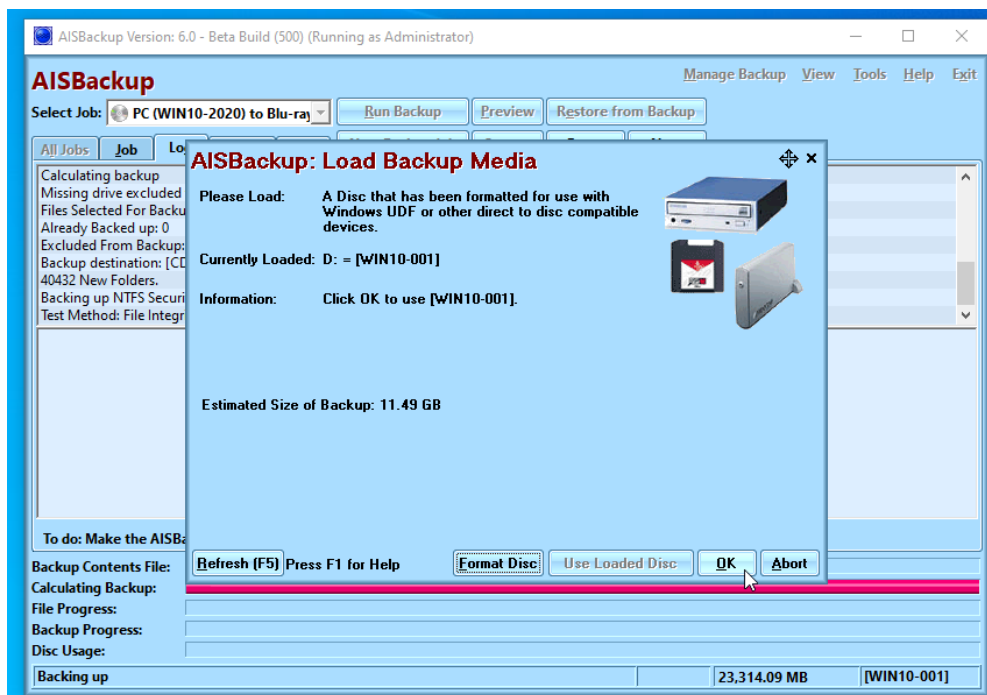 AISBackup Version: 6.0 - Beta Build (500) (Running as Administrator)
AISBackup
Manage Backup View Tools Help Exit
Select Job: PC (WIN10-2020) to Blu-ray
Run Backup Preview Restore from Backup
All Jobs Job
AISBackup: Load Backup Media
Calculating backup
Missing drive excluded
Files Selected For Backu
Already Backed up: 0
Excluded From Backup:
Backup destination: [CD
40432 New Folders.
Backing up NTFS Securi
Test Method: File Integr
Please Load: A Disc that has been formatted for use with
Windows UDF or other direct to disc compatible
devices.
Currently Loaded: D: = [WIN10-001]
Information: Click OK to use [WIN10-001].
Estimated Size of Backup: 11.49 GB
To do: Make the AISBa
Refresh (F5) Press F1 for Help Format Disc Use Loaded Disc OK Abort
Backup Contents File:
Calculating Backup:
File Progress:
Backup Progress:
Disc Usage:
Backing up 23,314.09 MB [WIN10-001]